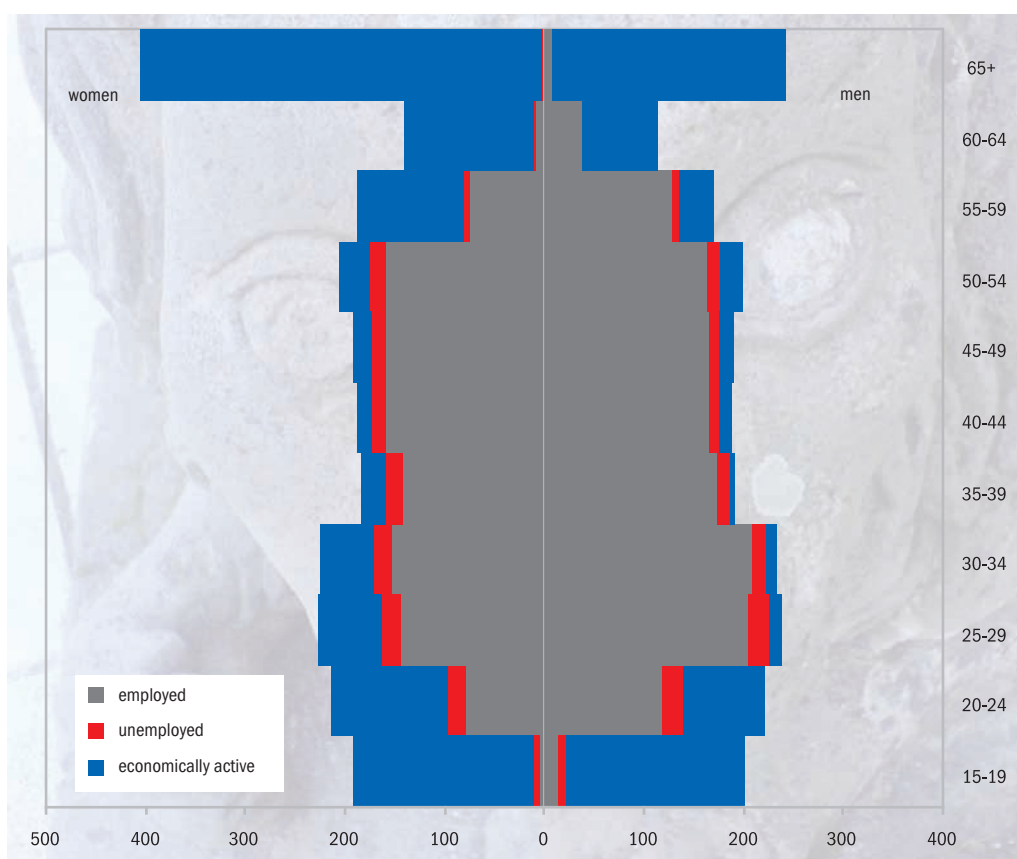 65+
women
men
60-64
55-59
50-54
45-49
40-44
35-39
30-34
25-29
employed
20-24
unemployed
economically active
15-19
500 400 300 200 100 0 100 200 300 400